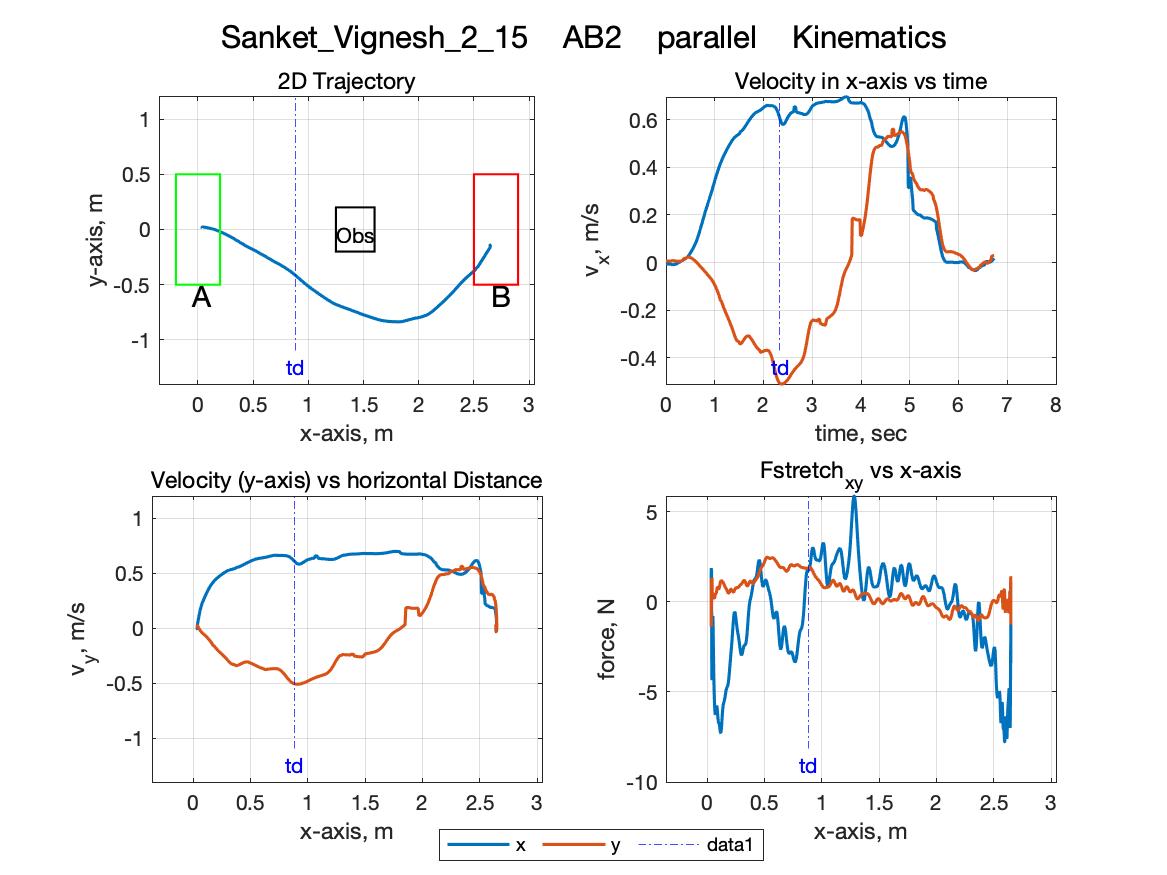 Sanket_Vignesh_2_15 AB2 parallel Kinematics
2D Trajectory
1
0.5
0
-0.5
-1
y-axis, m
Obs
A
B
td
0 0.5 1 1.5 2 2.5 3
x-axis, m
Velocity in x-axis vs time
0.6
0.4
0.2
0
-0.2
-0.4
v_x, m/s
td
0 1 2 3 4 5 6 7 8
time, sec
Velocity (y-axis) vs horizontal Distance
1
0.5
0
-0.5
-1
v_y, m/s
td
0 0.5 1 1.5 2 2.5 3
x-axis, m
Fstretch_xy vs x-axis
5
0
-5
-10
force, N
td
0 0.5 1 1.5 2 2.5 3
x-axis, m
x y data1